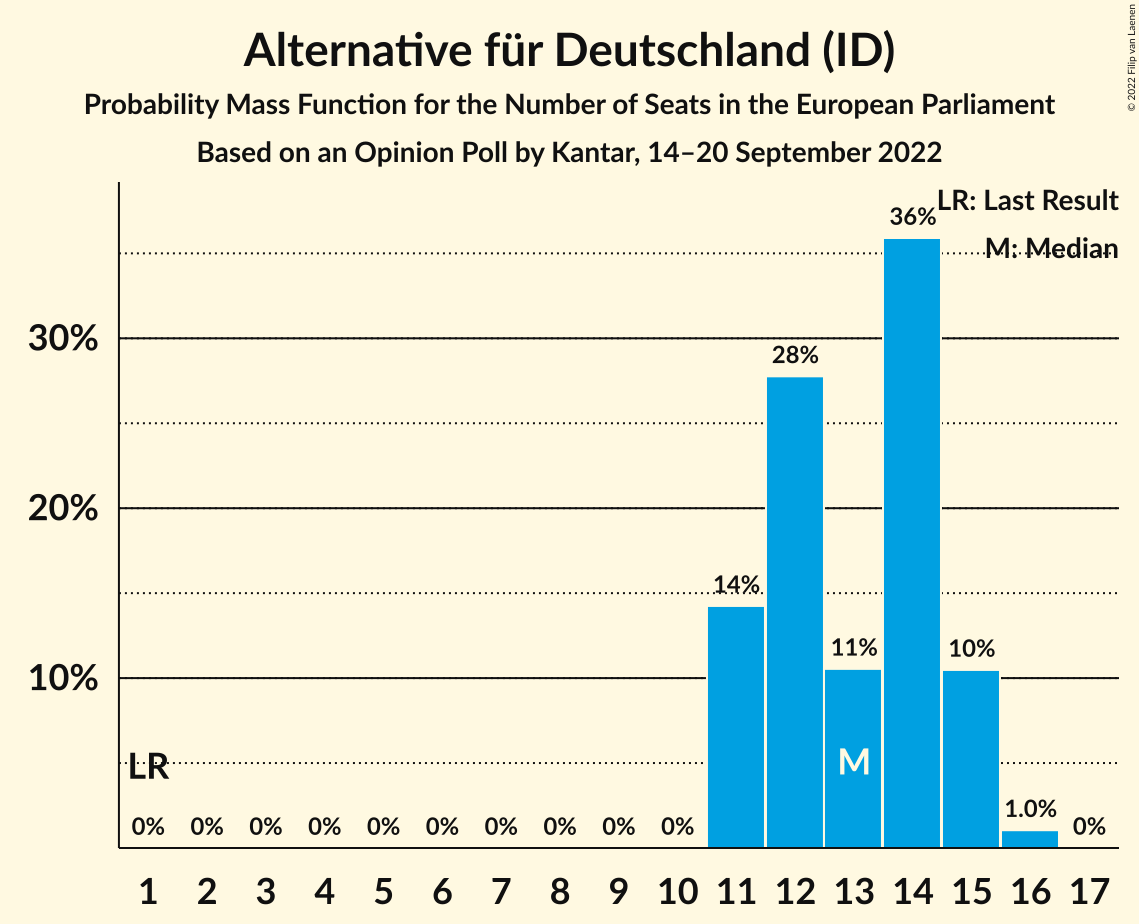 Alternative für Deutschland (ID)
Probability Mass Function for the Number of Seats in the European Parliament
Based on an Opinion Poll by Kantar, 14–20 September 2022
© 2022 Filip van Laenen
LR: Last Result
M: Median
30%
20%
10%
LR
0%
0%
0%
0%
0%
0%
0%
0%
0%
0%
14%
28%
11%
M
36%
10%
1.0%
0%
1 2 3 4 5 6 7 8 9 10 11 12 13 14 15 16 17